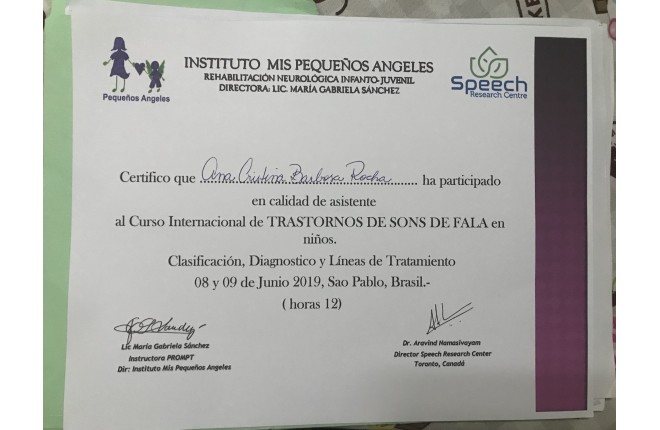 INSTITUTO MIS PEQUEÑOS ANGELES
REHABILITACIÓN NEUROLÓGICA INFANTO-JUVENIL
DIRECTORA: LIC. MARÍA GABRIELA SÁNCHEZ
Pequeños Angeles
Speech
Research Centre
Certifico que Ana Cristina Barbosa Rocha ha participado
en calidad de asistente
al Curso Internacional de TRASTORNOS DE SONS DE FALA en
niños.
Clasificación, Diagnostico y Líneas de Tratamiento
08 y 09 de Junio 2019, Sao Pablo, Brasil.-
( horas 12)
Lic María Gabriela Sánchez
Instructora PROMPT
Dir: Instituto Mis Pequeños Angeles
Dr. Aravind Namasivayam
Director Speech Research Center
Toronto, Canadá